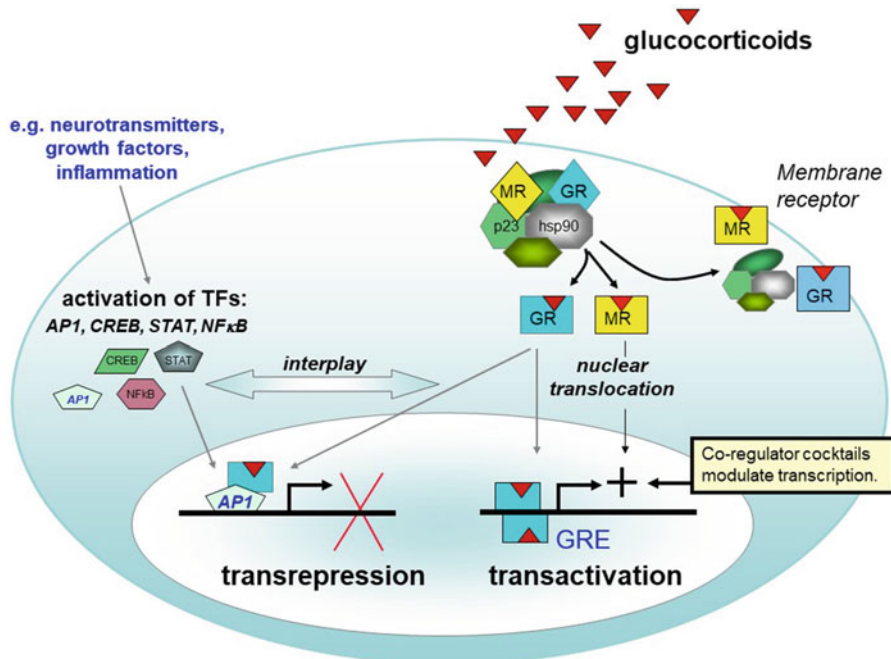 glucocorticoids
e.g. neurotransmitters,
growth factors,
inflammation
MR
GR
p23
hsp90
Membrane
receptor
MR
GR
activation of TFs:
AP1, CREB, STAT, NFκB
CREB
STAT
AP1
NFkB
interplay
GR
MR
nuclear
translocation
Co-regulator cocktails
modulate transcription.
AP1
GRE
transrepression
transactivation